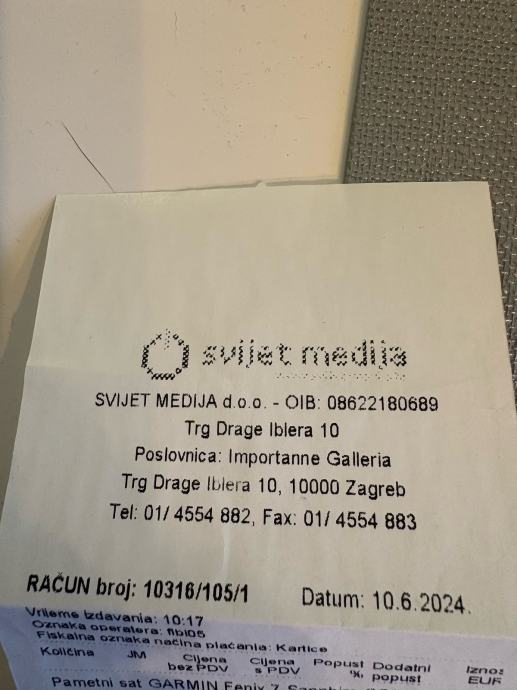 svijet medija
SVIJET MEDIJA d.o.o. - OIB: 08622180689
Trg Drage Iblera 10
Poslovnica: Importanne Galleria
Trg Drage Iblera 10, 10000 Zagreb
Tel: 01/ 4554 882, Fax: 01/ 4554 883
RAČUN broj: 10316/105/1 Datum: 10.6.2024.
Vrijeme izdavanja: 10:17
Oznaka operatera: fibl05
Fiskalna oznaka načina plaćanja: Kartice
Količina JM Cijena Cijena Popust Dodatni Iznos
bez PDV s PDV % popust EUR
Pametni sat GARMIN Fenix 7